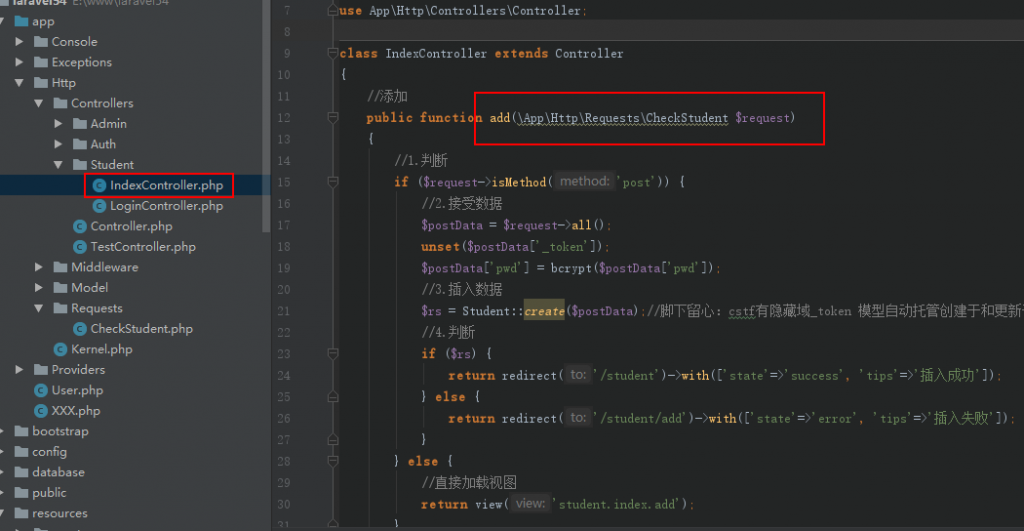 laravel54 E:\www\laravel54
app
Console
Exceptions
Http
Controllers
Admin
Auth
Student
IndexController.php
LoginController.php
Controller.php
TestController.php
Middleware
Model
Requests
CheckStudent.php
Kernel.php
Providers
User.php
XXX.php
bootstrap
config
database
public
resources
7 use App\Http\Controllers\Controller;
8
9 class IndexController extends Controller
10 {
11 //添加
12 public function add(\App\Http\Requests\CheckStudent $request)
13 {
14 //1.判断
15 if ($request->isMethod( method: 'post')) {
16 //2.接受数据
17 $postData = $request->all();
18 unset($postData['_token']);
19 $postData['pwd'] = bcrypt($postData['pwd']);
20 //3.插入数据
21 $rs = Student::create($postData);//脚下留心: cstf有隐藏域_token 模型自动托管创建于和更新
22 //4.判断
23 if ($rs) {
24 return redirect( to: '/student')->with(['state'=>'success', 'tips'=>'插入成功']);
25 } else {
26 return redirect( to: '/student/add')->with(['state'=>'error', 'tips'=>'插入失败']);
27 }
28 } else {
29 //直接加载视图
30 return view( view: 'student.index.add');
31 }